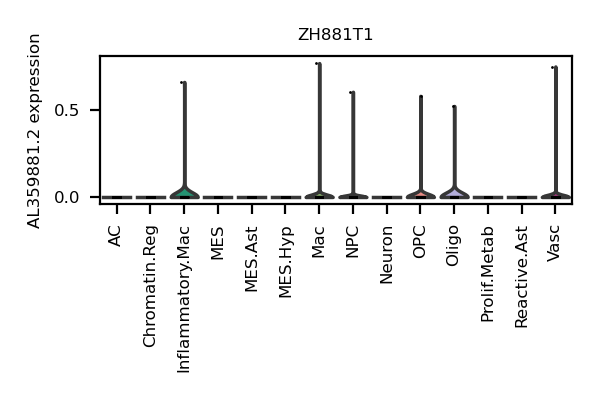 ZH881T1
AL359881.2 expression
0.5
0.0
AC
Chromatin.Reg
Inflammatory.Mac
MES
MES.Ast
MES.Hyp
Mac
NPC
Neuron
OPC
Oligo
Prolif.Metab
Reactive.Ast
Vasc